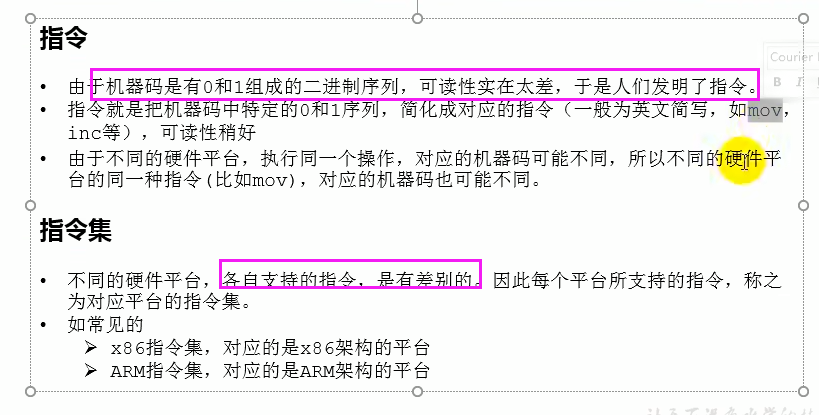 指令
• 由于机器码是有0和1组成的二进制序列，可读性实在太差，于是人们发明了指令。
• 指令就是把机器码中特定的0和1序列，简化成对应的指令（一般为英文简写，如mov，
inc等），可读性稍好
• 由于不同的硬件平台，执行同一个操作，对应的机器码可能不同，所以不同的硬件平
台的同一种指令(比如mov)，对应的机器码也可能不同。
指令集
• 不同的硬件平台，各自支持的指令，是有差别的。因此每个平台所支持的指令，称之
为对应平台的指令集。
• 如常见的
➢ x86指令集，对应的是x86架构的平台
➢ ARM指令集，对应的是ARM架构的平台
Courier
B I